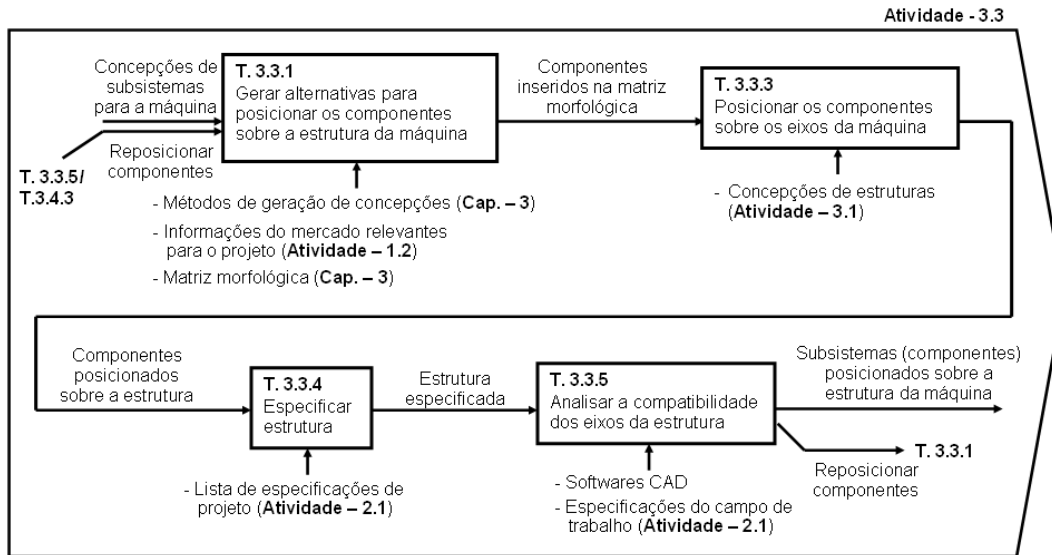 Atividade - 3.3
Concepções de
subsistemas
para a máquina
Reposicionar
componentes
T. 3.3.5/
T.3.4.3
T. 3.3.1
Gerar alternativas para
posicionar os componentes
sobre a estrutura da máquina
- Métodos de geração de concepções (Cap. – 3)
- Informações do mercado relevantes
para o projeto (Atividade – 1.2)
- Matriz morfológica (Cap. – 3)
Componentes
inseridos na matriz
morfológica
T. 3.3.3
Posicionar os componentes
sobre os eixos da máquina
- Concepções de estruturas
(Atividade – 3.1)
Componentes
posicionados
sobre a estrutura
T. 3.3.4
Especificar
estrutura
- Lista de especificações de
projeto (Atividade – 2.1)
Estrutura
especificada
T. 3.3.5
Analisar a compatibilidade
dos eixos da estrutura
- Softwares CAD
- Especificações do campo de
trabalho (Atividade – 2.1)
Subsistemas (componentes)
posicionados sobre a
estrutura da máquina
T. 3.3.1
Reposicionar
componentes